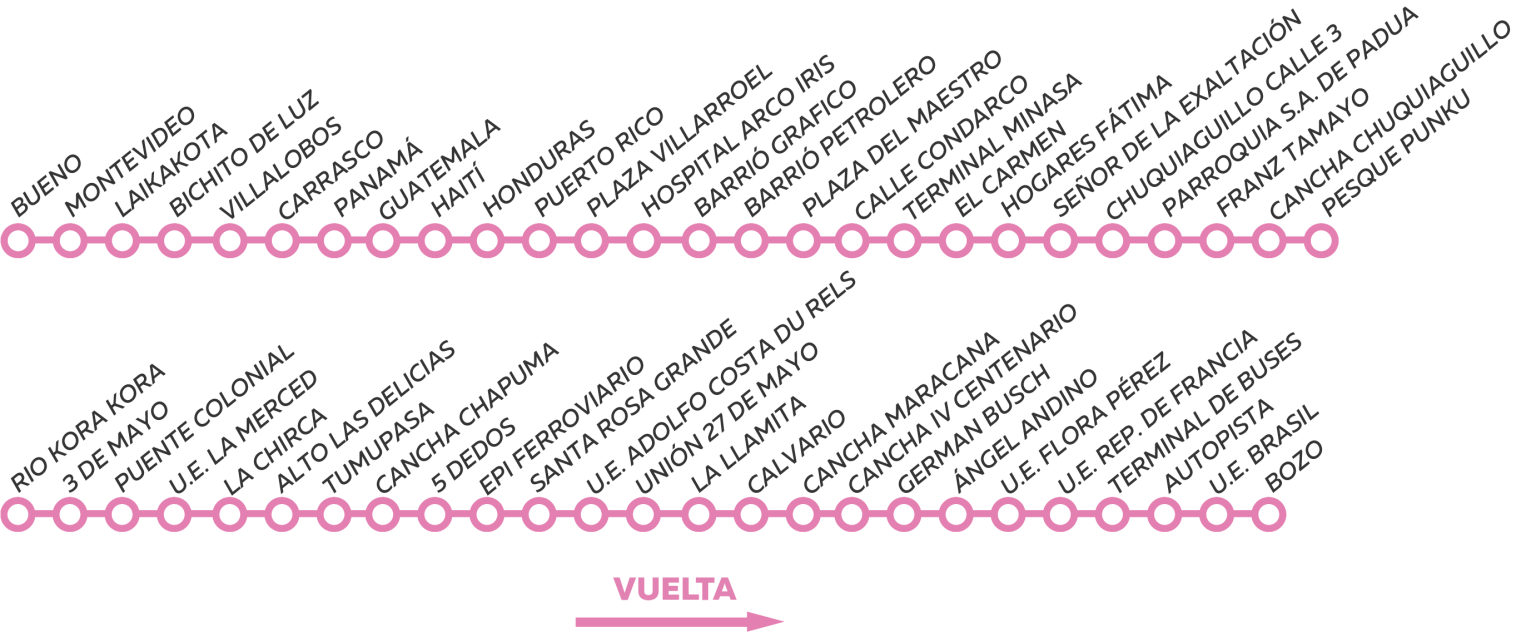 BUENO
MONTEVIDEO
LAIKAKOTA
BICHITO DE LUZ
VILLALOBOS
CARRASCO
PANAMÁ
GUATEMALA
HAITÍ
HONDURAS
PUERTO RICO
PLAZA VILLARROEL
HOSPITAL ARCO IRIS
BARRIÓ GRAFICO
BARRIÓ PETROLERO
PLAZA DEL MAESTRO
CALLE CONDARCO
TERMINAL MINASA
EL CARMEN
HOGARES FÁTIMA
SEÑOR DE LA EXALTACIÓN
CHUQUIAGUILLO CALLE 3
PARROQUIA S.A. DE PADUA
FRANZ TAMAYO
CANCHA CHUQUIAGUILLO
PESQUE PUNKU
RIO KORA KORA
3 DE MAYO
PUENTE COLONIAL
U.E. LA MERCED
LA CHIRCA
ALTO LAS DELICIAS
TUMUPASA
CANCHA CHAPUMA
5 DEDOS
EPI FERROVIARIO
SANTA ROSA GRANDE
U.E. ADOLFO COSTA DU RELS
UNIÓN 27 DE MAYO
LA LLAMITA
CALVARIO
CANCHA MARACANA
CANCHA IV CENTENARIO
GERMAN BUSCH
ÁNGEL ANDINO
U.E. FLORA PÉREZ
U.E. REP. DE FRANCIA
TERMINAL DE BUSES
AUTOPISTA
U.E. BRASIL
BOZO
VUELTA